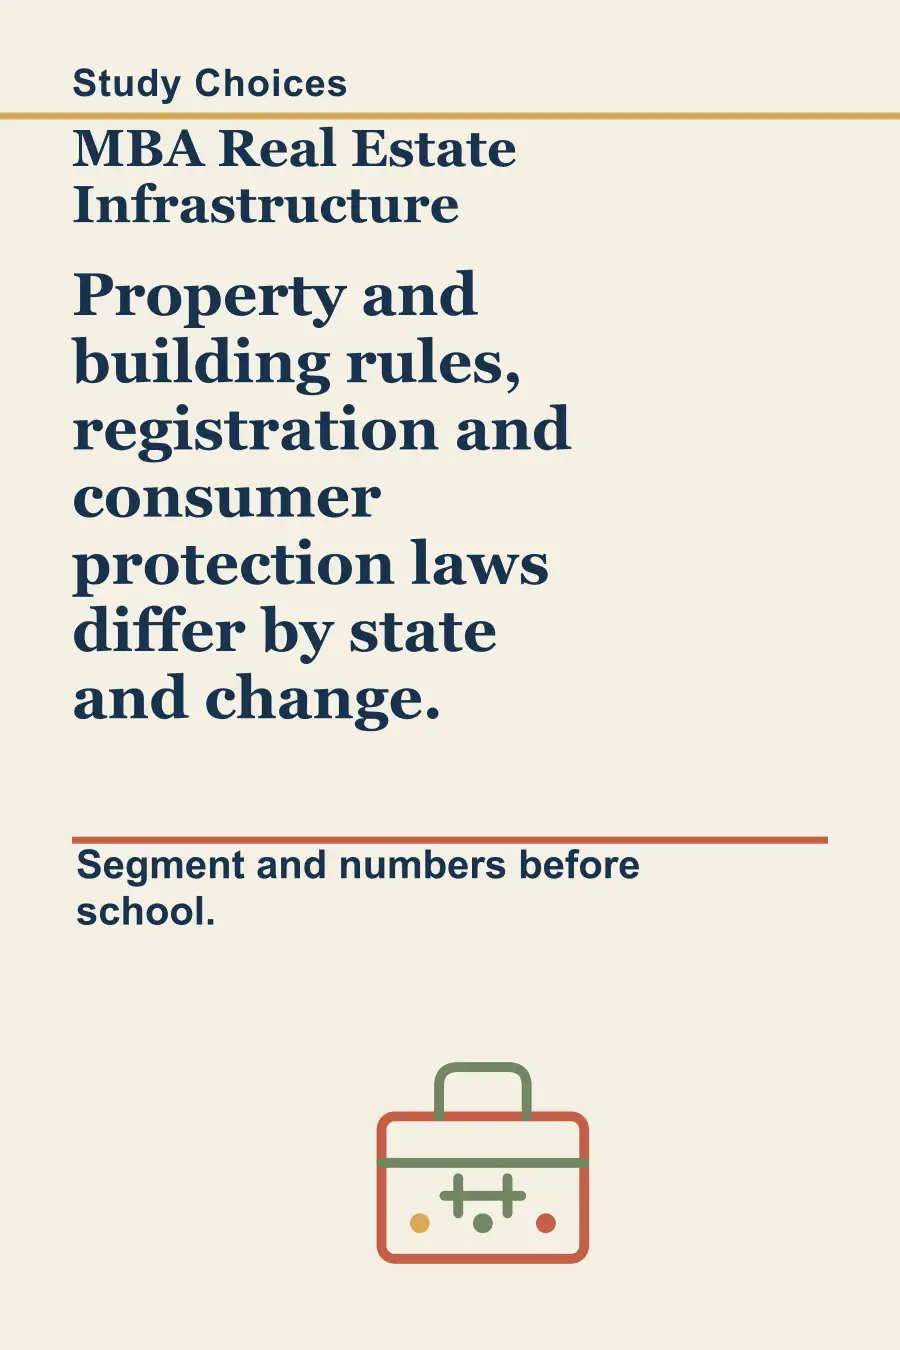 Study Choices
MBA Real Estate
Infrastructure
Property and
building rules,
registration and
consumer
protection laws
differ by state
and change.
Segment and numbers before
school.